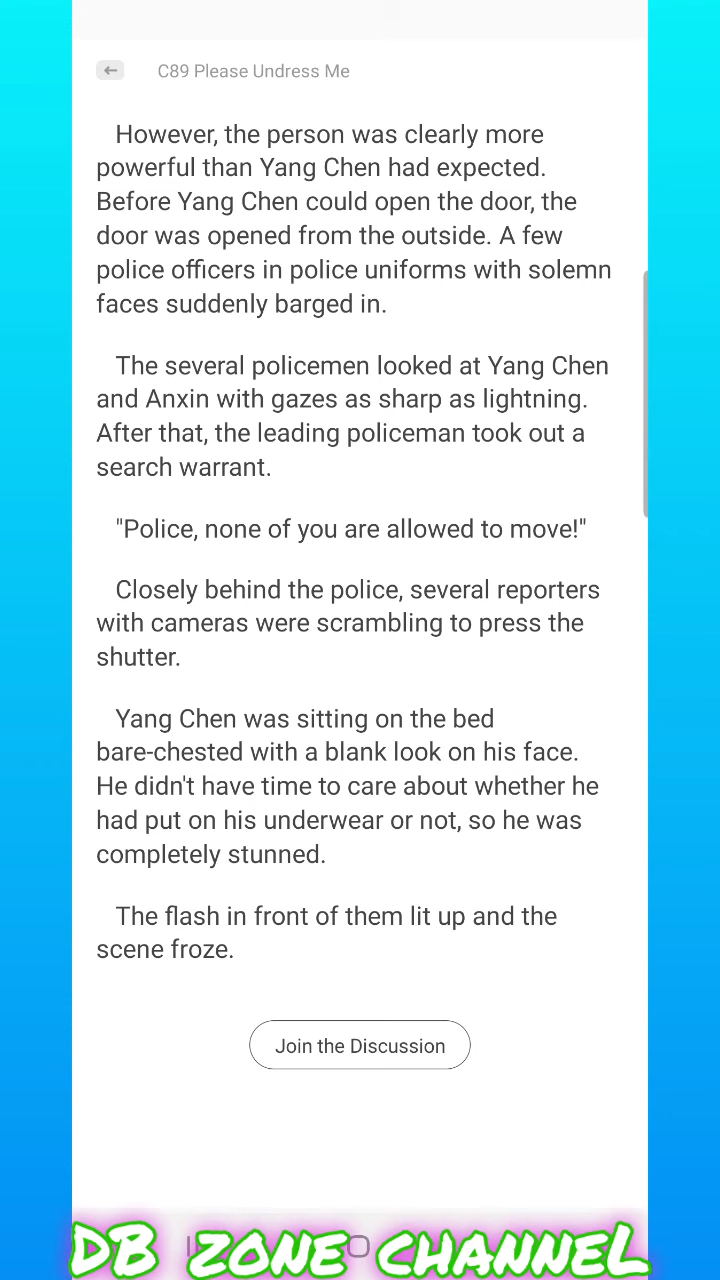 C89 Please Undress Me
However, the person was clearly more
powerful than Yang Chen had expected.
Before Yang Chen could open the door, the
door was opened from the outside. A few
police officers in police uniforms with solemn
faces suddenly barged in.
The several policemen looked at Yang Chen
and Anxin with gazes as sharp as lightning.
After that, the leading policeman took out a
search warrant.
"Police, none of you are allowed to move!"
Closely behind the police, several reporters
with cameras were scrambling to press the
shutter.
Yang Chen was sitting on the bed
bare-chested with a blank look on his face.
He didn't have time to care about whether he
had put on his underwear or not, so he was
completely stunned.
The flash in front of them lit up and the
scene froze.
Join the Discussion
DB ZONE CHANNEL